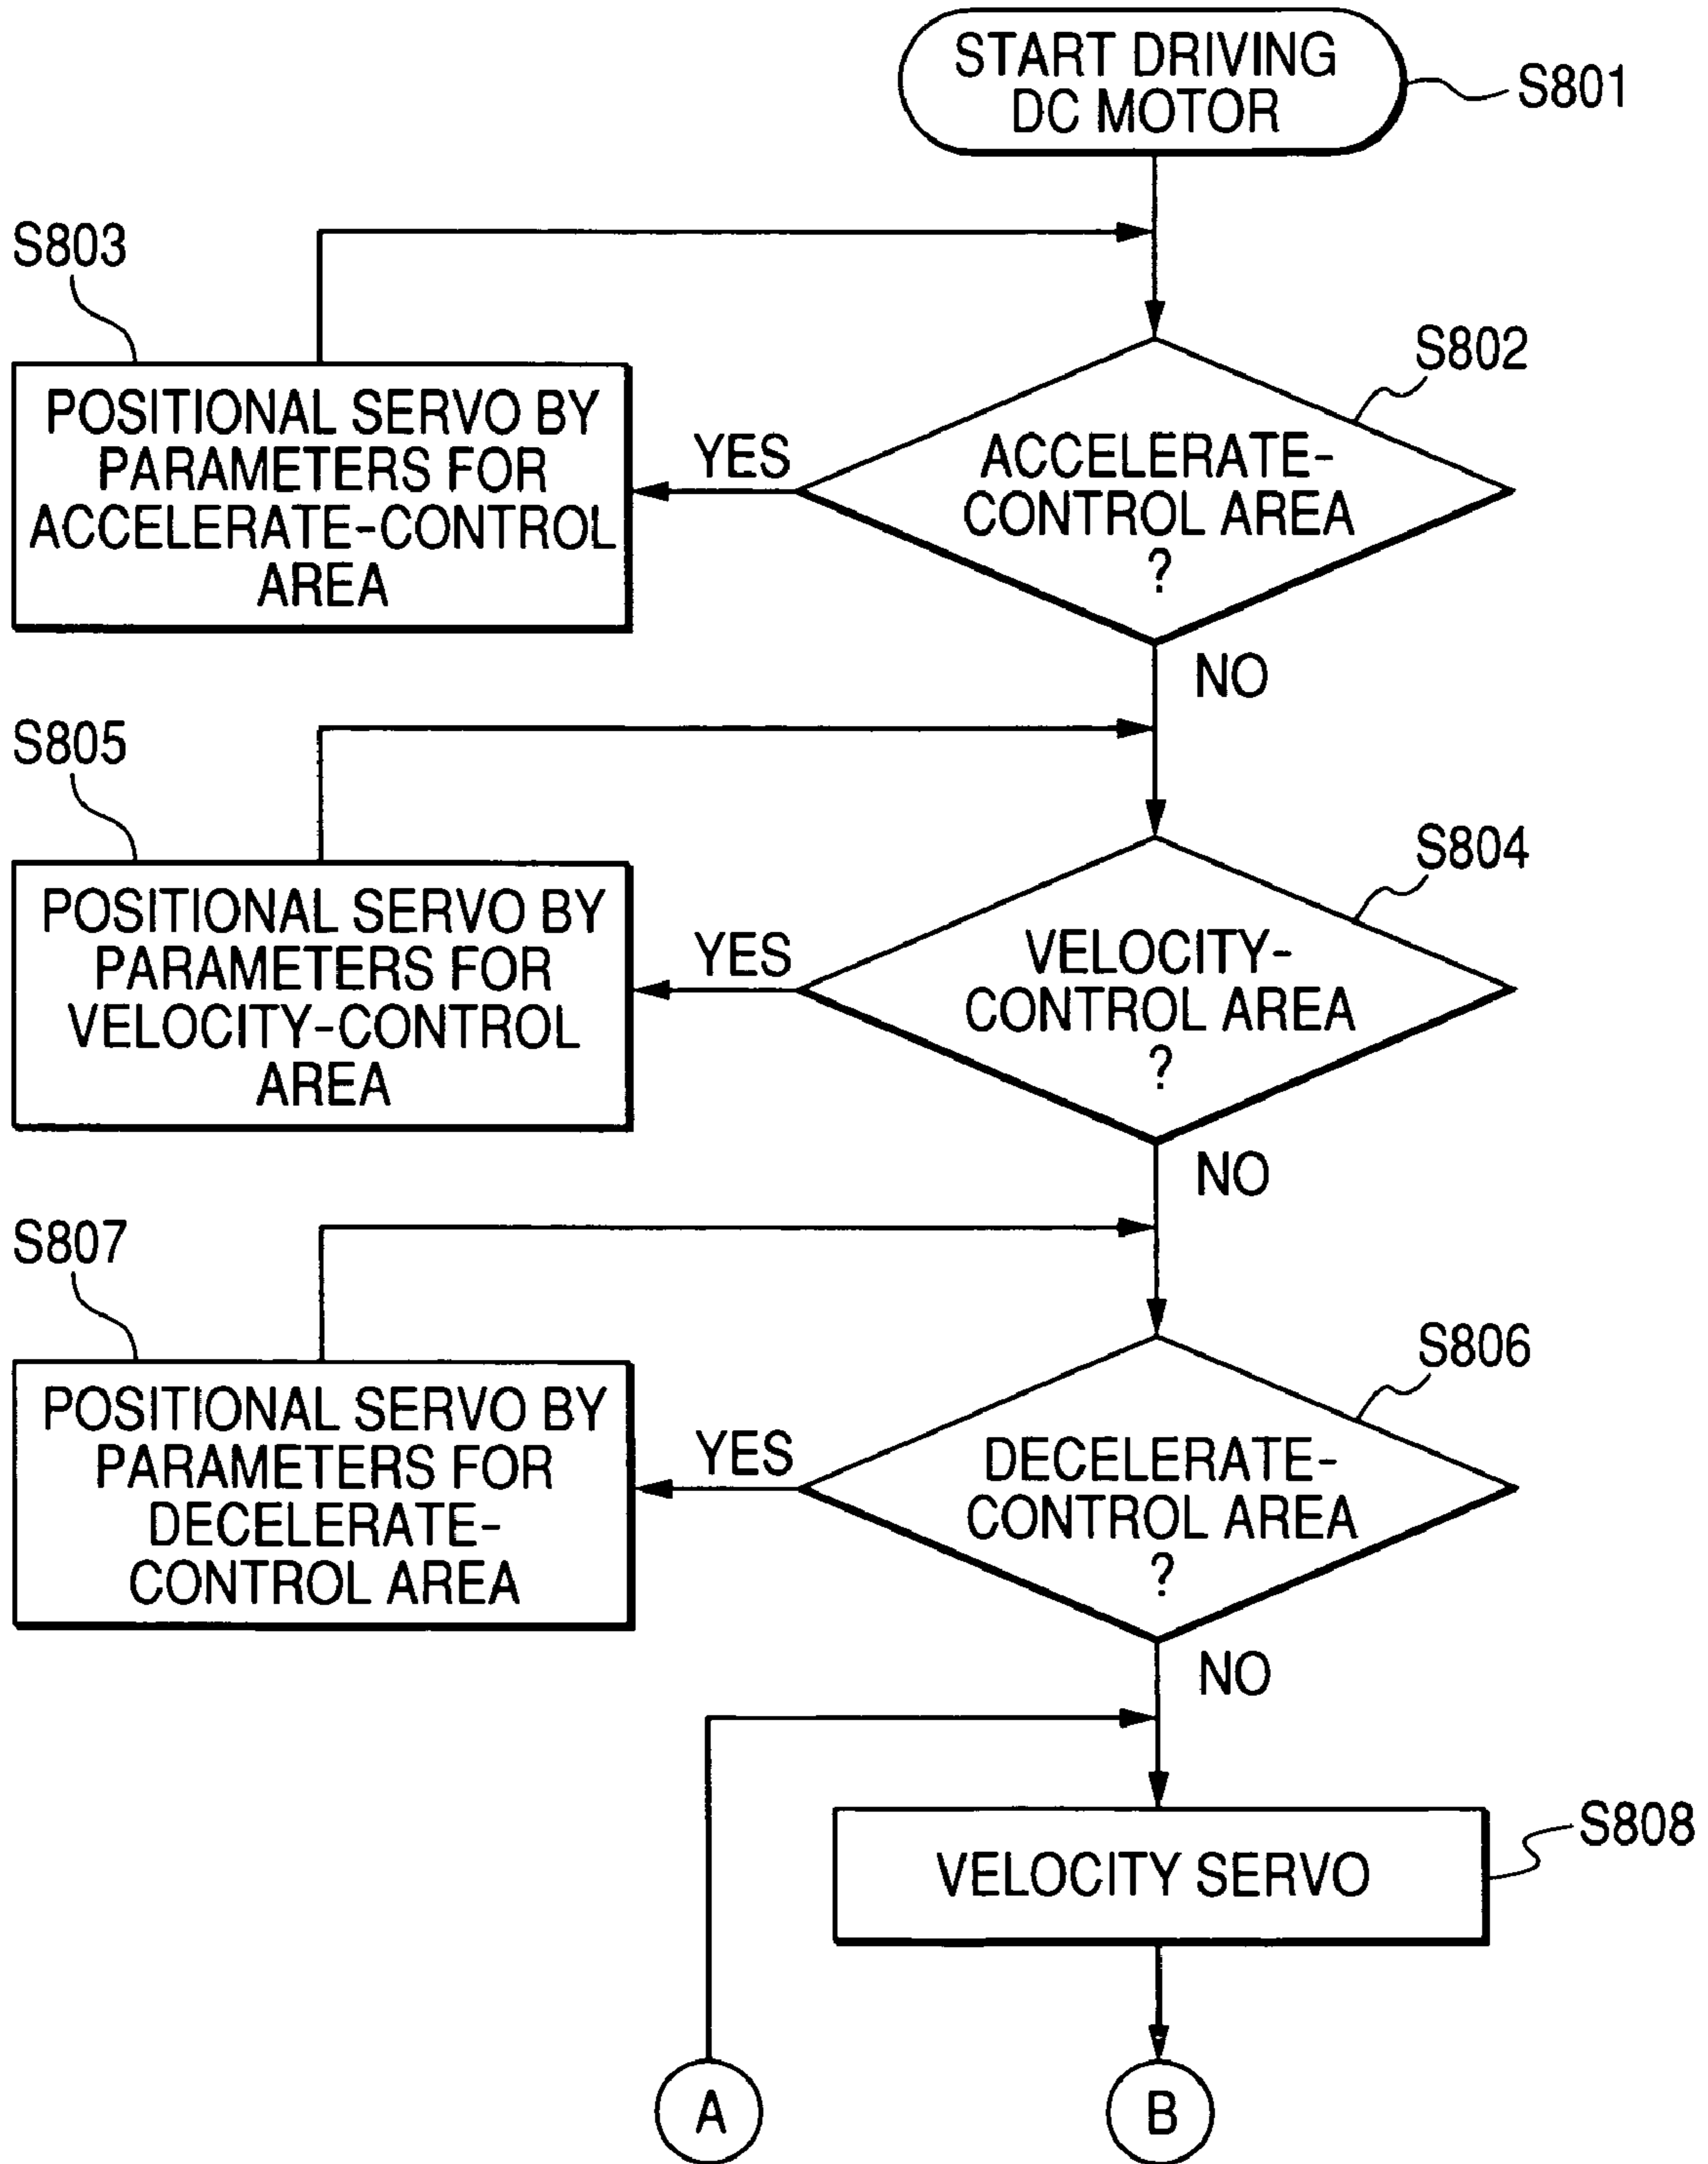 START DRIVING
DC MOTOR
S801
S803
S802
POSITIONAL SERVO BY
PARAMETERS FOR
ACCELERATE-CONTROL
AREA
YES
ACCELERATE-
CONTROL AREA
?
NO
S805
S804
POSITIONAL SERVO BY
PARAMETERS FOR
VELOCITY-CONTROL
AREA
YES
VELOCITY-
CONTROL AREA
?
NO
S807
S806
POSITIONAL SERVO BY
PARAMETERS FOR
DECELERATE-
CONTROL AREA
YES
DECELERATE-
CONTROL AREA
?
NO
S808
VELOCITY SERVO
A
B